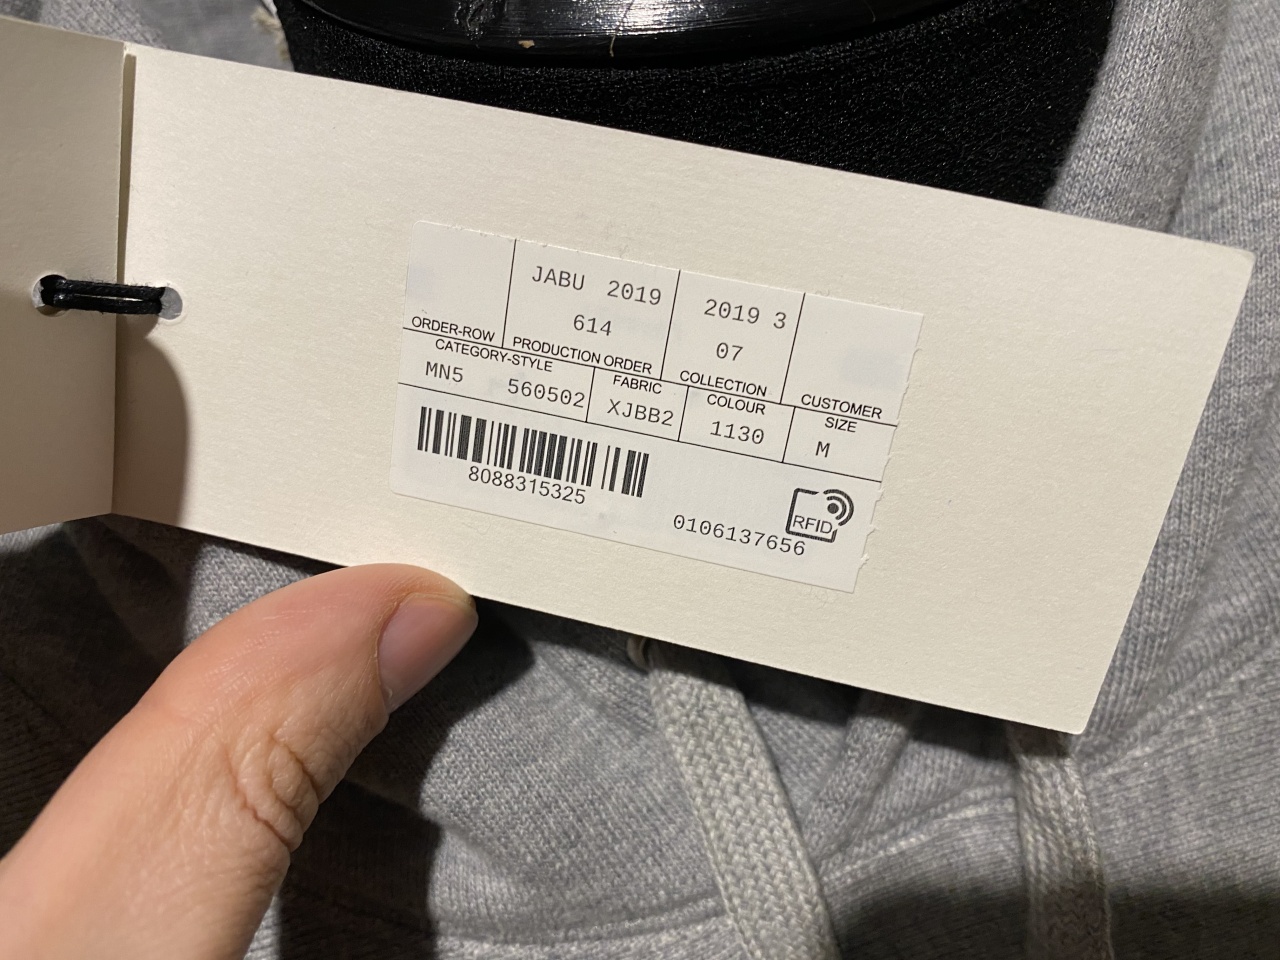 JABU 2019
614
2019 3
07
ORDER-ROW
PRODUCTION ORDER
COLLECTION
CUSTOMER
CATEGORY-STYLE
FABRIC
COLOUR
SIZE
MN5 560502
XJBB2
1130
M
8088315325
RFID
0106137656